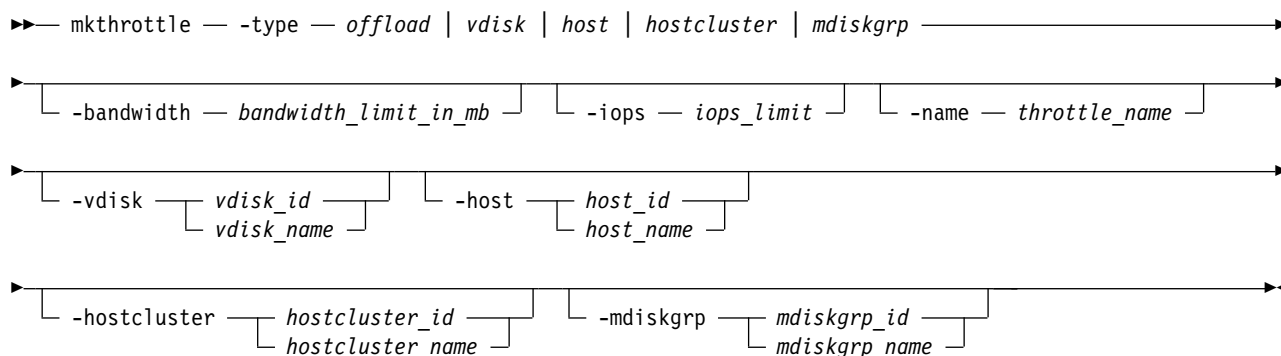 mkthrottle -type offload | vdisk | host | hostcluster | mdiskgrp
-bandwidth bandwidth_limit_in_mb -iops iops_limit -name throttle_name
-vdisk vdisk_id -host host_id
vdisk_name host_name
-hostcluster hostcluster_id -mdiskgrp mdiskgrp_id
hostcluster_name mdiskgrp_name